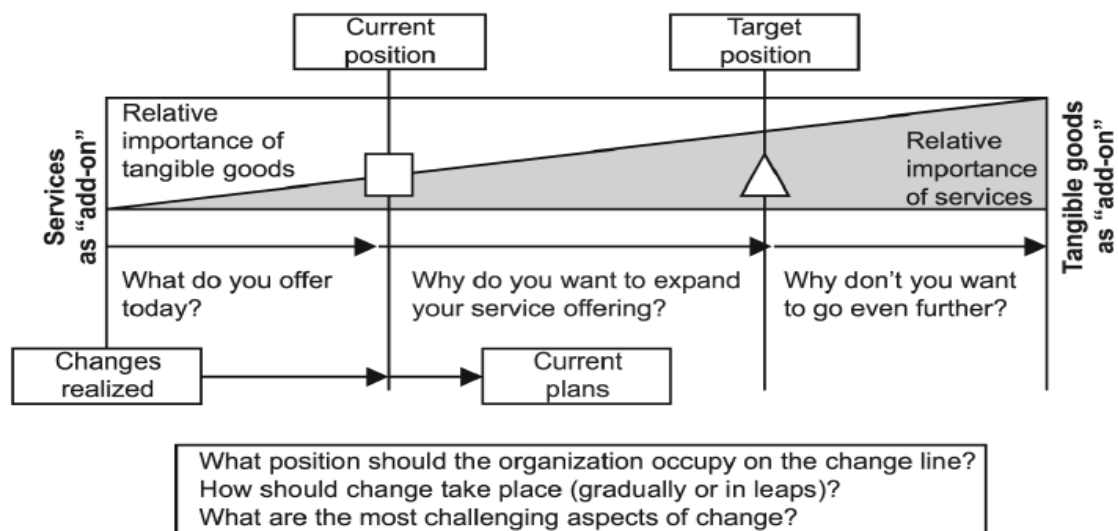 Current
position
Target
position
Services
as “add-on”
Relative
importance of
tangible goods
Relative
importance
of services
Tangible goods
as “add-on”
What do you offer
today?
Why do you want to expand
your service offering?
Why don’t you want
to go even further?
Changes
realized
Current
plans
What position should the organization occupy on the change line?
How should change take place (gradually or in leaps)?
What are the most challenging aspects of change?